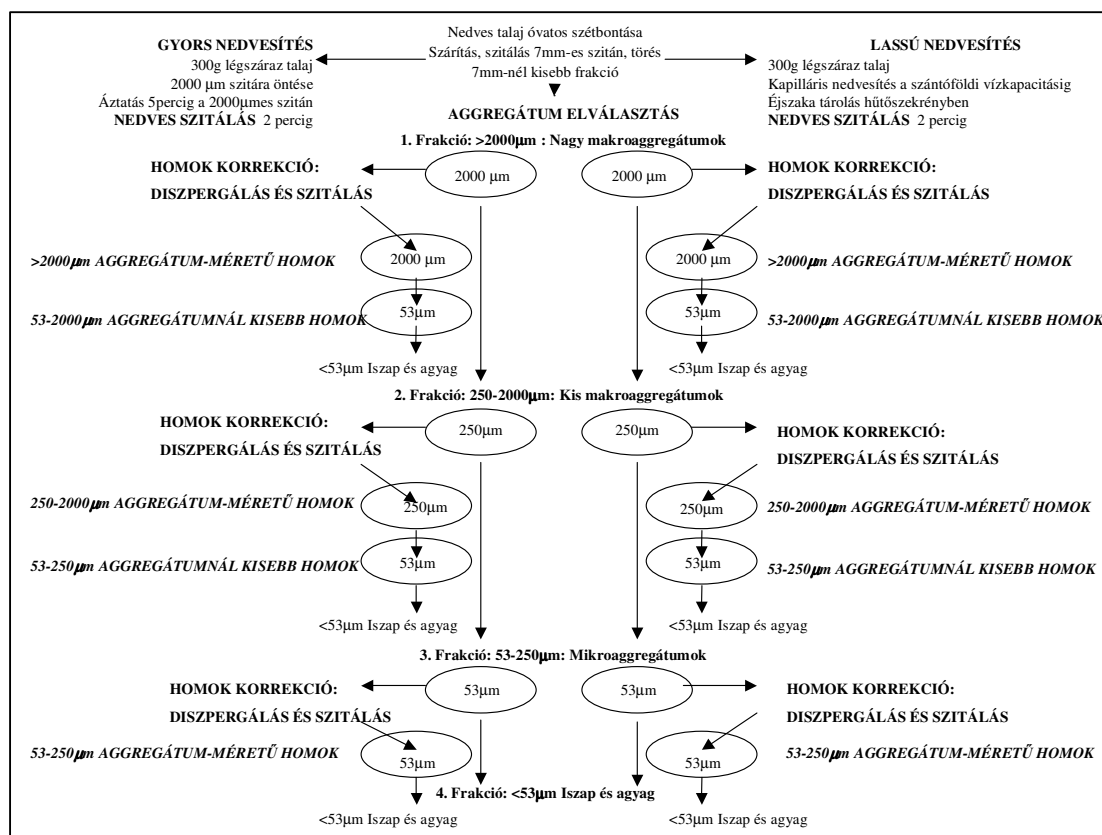 Nedves talaj óvatos szétbontása
Szárítás, szitálás 7mm-es szitán, törés
7mm-nél kisebb frakció
GYORS NEDVESÍTÉS
300g légszáraz talaj
2000 µm szitára öntése
Áztatás 5percig a 2000µmes szitán
NEDVES SZITÁLÁS 2 percig
LASSÚ NEDVESÍTÉS
300g légszáraz talaj
Kapilláris nedvesítés a szántóföldi vízkapacitásig
Éjszaka tárolás hűtőszekrényben
NEDVES SZITÁLÁS 2 percig
AGGREGÁTUM ELVÁLASZTÁS
1. Frakció: >2000µm : Nagy makroaggregátumok
HOMOK KORREKCIÓ:
DISZPERGÁLÁS ÉS SZITÁLÁS
2000 µm
2000 µm
HOMOK KORREKCIÓ:
DISZPERGÁLÁS ÉS SZITÁLÁS
>2000µm AGGREGÁTUM-MÉRETŰ HOMOK
2000 µm
2000 µm
>2000µm AGGREGÁTUM-MÉRETŰ HOMOK
53-2000µm AGGREGÁTUMNÁL KISEBB HOMOK
53µm
53µm
53-2000µm AGGREGÁTUMNÁL KISEBB HOMOK
<53µm Iszap és agyag
<53µm Iszap és agyag
2. Frakció: 250-2000µm: Kis makroaggregátumok
HOMOK KORREKCIÓ:
DISZPERGÁLÁS ÉS SZITÁLÁS
250µm
250µm
HOMOK KORREKCIÓ:
DISZPERGÁLÁS ÉS SZITÁLÁS
250-2000µm AGGREGÁTUM-MÉRETŰ HOMOK
250µm
250µm
250-2000µm AGGREGÁTUM-MÉRETŰ HOMOK
53-250µm AGGREGÁTUMNÁL KISEBB HOMOK
53µm
53µm
53-250µm AGGREGÁTUMNÁL KISEBB HOMOK
<53µm Iszap és agyag
<53µm Iszap és agyag
3. Frakció: 53-250µm: Mikroaggregátumok
HOMOK KORREKCIÓ:
DISZPERGÁLÁS ÉS SZITÁLÁS
53µm
53µm
HOMOK KORREKCIÓ:
DISZPERGÁLÁS ÉS SZITÁLÁS
53-250µm AGGREGÁTUM-MÉRETŰ HOMOK
53µm
53µm
53-250µm AGGREGÁTUM-MÉRETŰ HOMOK
4. Frakció: <53µm Iszap és agyag
<53µm Iszap és agyag
<53µm Iszap és agyag